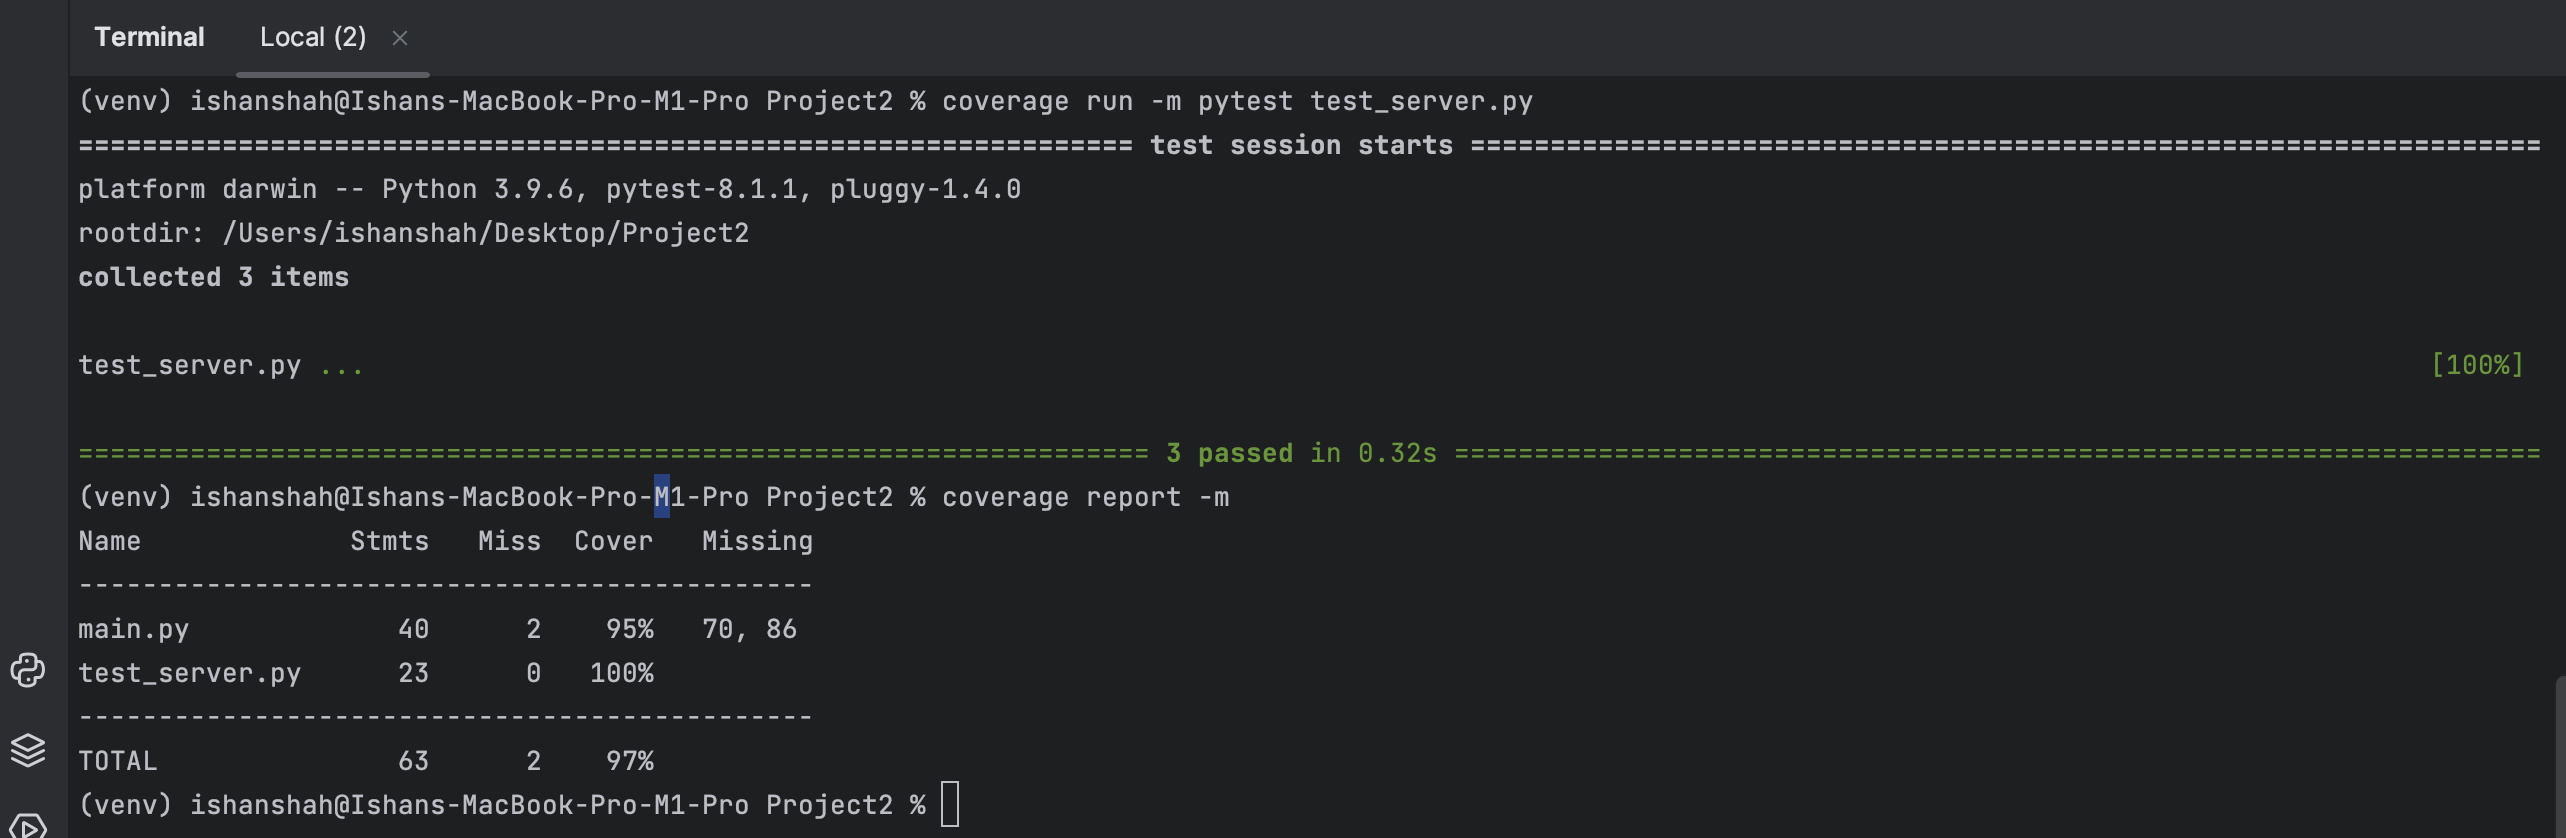 Terminal Local (2) ×
(venv) ishanshah@Ishans-MacBook-Pro-M1-Pro Project2 % coverage run -m pytest test_server.py
================================================================== test session starts ===================================================================
platform darwin -- Python 3.9.6, pytest-8.1.1, pluggy-1.4.0
rootdir: /Users/ishanshah/Desktop/Project2
collected 3 items
test_server.py ... [100%]
=================================================================== 3 passed in 0.32s ====================================================================
(venv) ishanshah@Ishans-MacBook-Pro-M1-Pro Project2 % coverage report -m
Name             Stmts   Miss  Cover   Missing
----------------------------------------------
main.py             40      2    95%   70, 86
test_server.py      23      0   100%
----------------------------------------------
TOTAL               63      2    97%
(venv) ishanshah@Ishans-MacBook-Pro-M1-Pro Project2 %